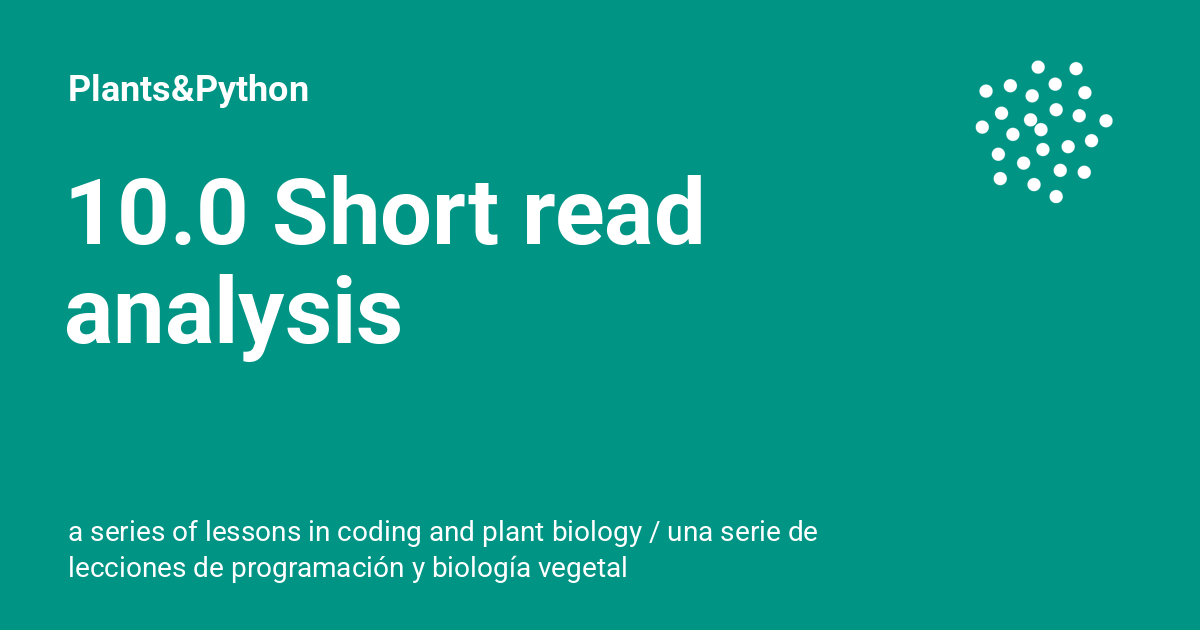 Plants&Python
10.0 Short read
analysis
a series of lessons in coding and plant biology / una serie de
lecciones de programación y biología vegetal